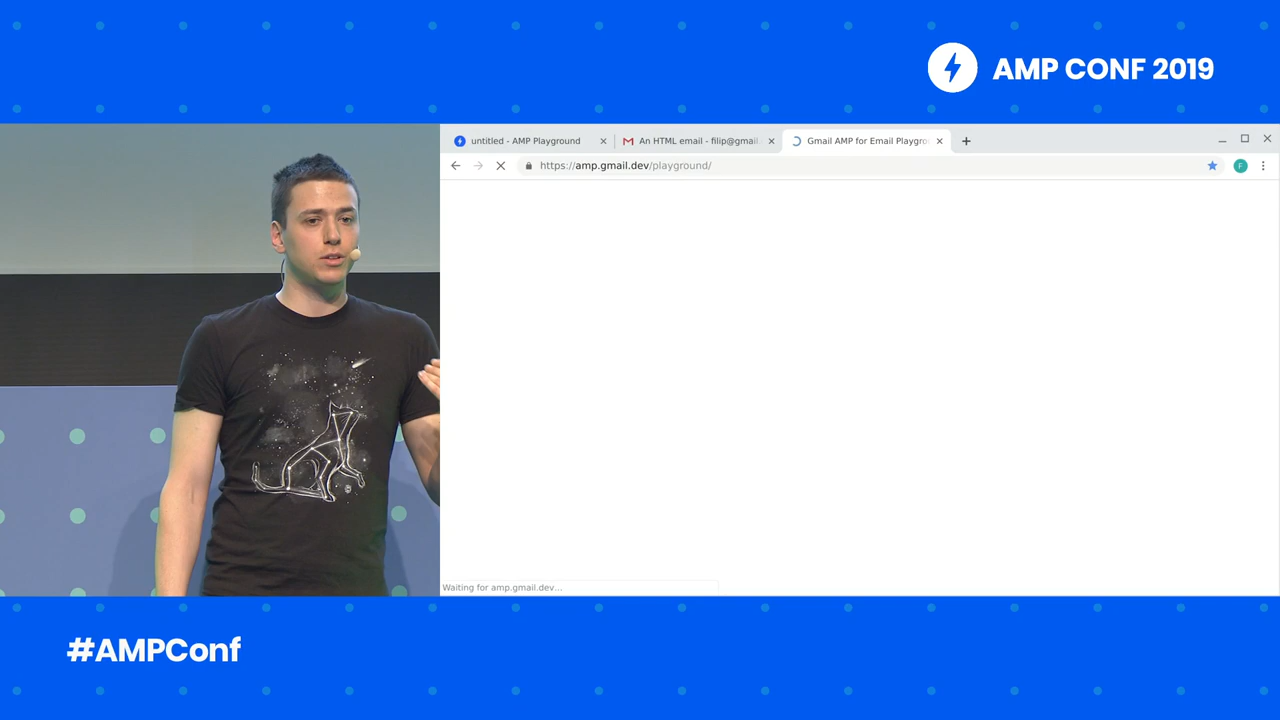 AMP CONF 2019
untitled - AMP Playground
An HTML email - filip@gmail
Gmail AMP for Email Playgro
https://amp.gmail.dev/playground/
F
Waiting for amp.gmail.dev...
#AMPConf